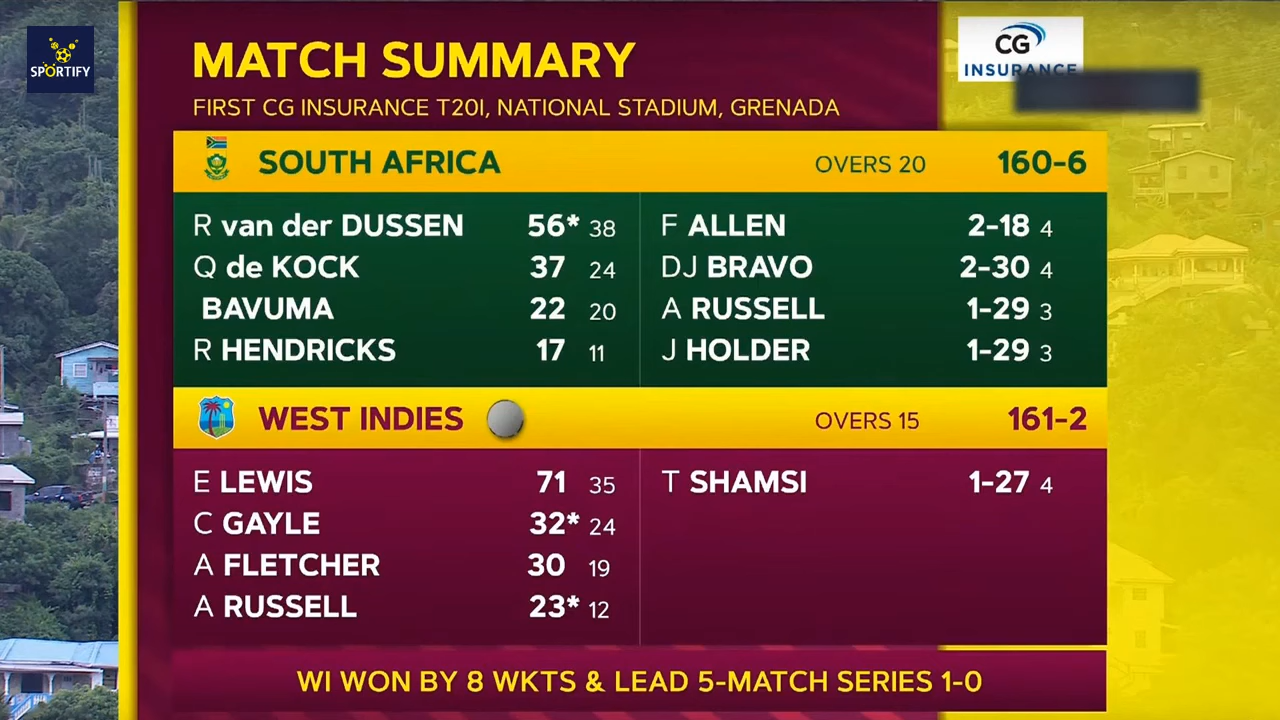 SPORTIFY
MATCH SUMMARY
CG
INSURANCE
FIRST CG INSURANCE T20I, NATIONAL STADIUM, GRENADA
SOUTH AFRICA OVERS 20 160-6
R van der DUSSEN 56* 38 F ALLEN 2-18 4
Q de KOCK 37 24 DJ BRAVO 2-30 4
BAVUMA 22 20 A RUSSELL 1-29 3
R HENDRICKS 17 11 J HOLDER 1-29 3
WEST INDIES OVERS 15 161-2
E LEWIS 71 35 T SHAMSI 1-27 4
C GAYLE 32* 24
A FLETCHER 30 19
A RUSSELL 23* 12
WI WON BY 8 WKTS & LEAD 5-MATCH SERIES 1-0